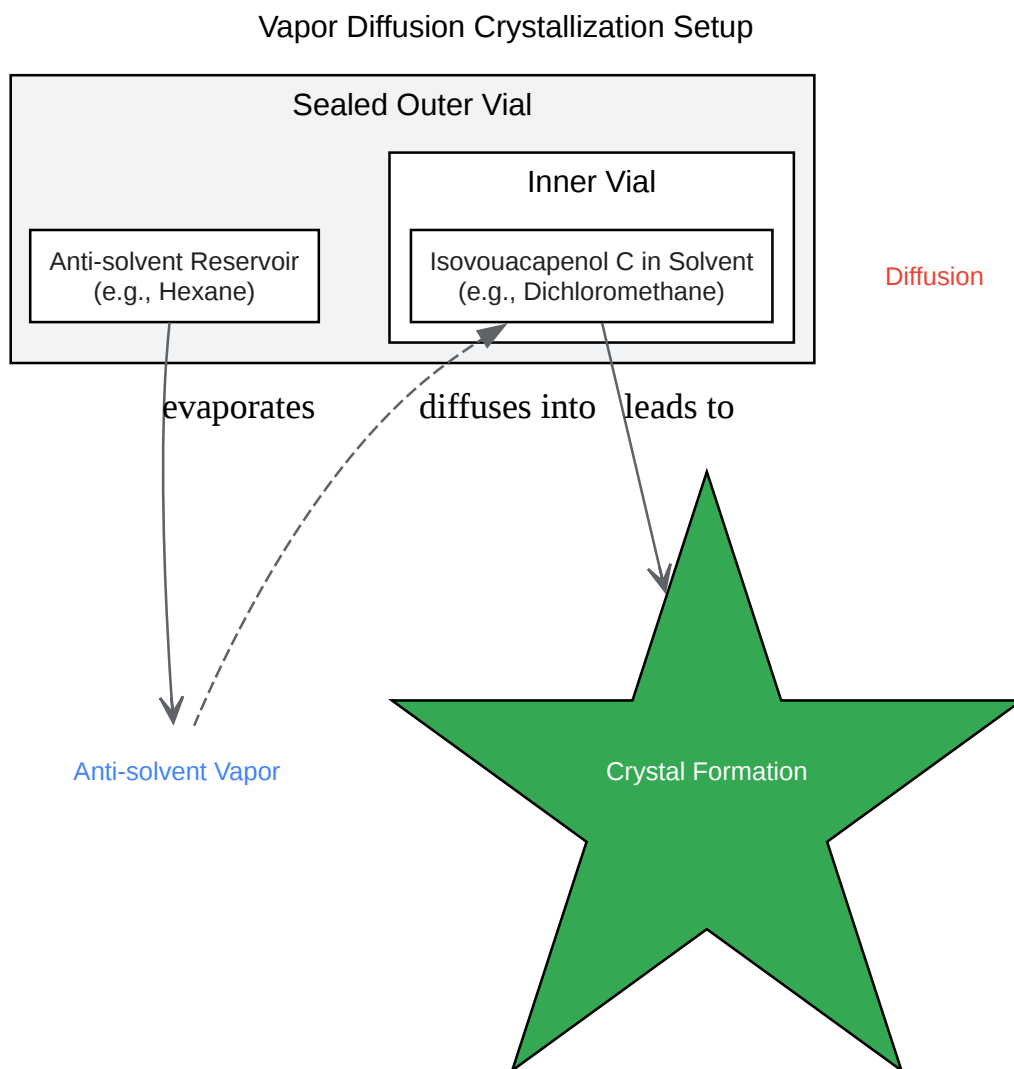 Vapor Diffusion Crystallization Setup
Sealed Outer Vial
Inner Vial
Anti-solvent Reservoir
(e.g., Hexane)
Isovouacapenol C in Solvent
(e.g., Dichloromethane)
Diffusion
evaporates
diffuses into
leads to
Anti-solvent Vapor
Crystal Formation